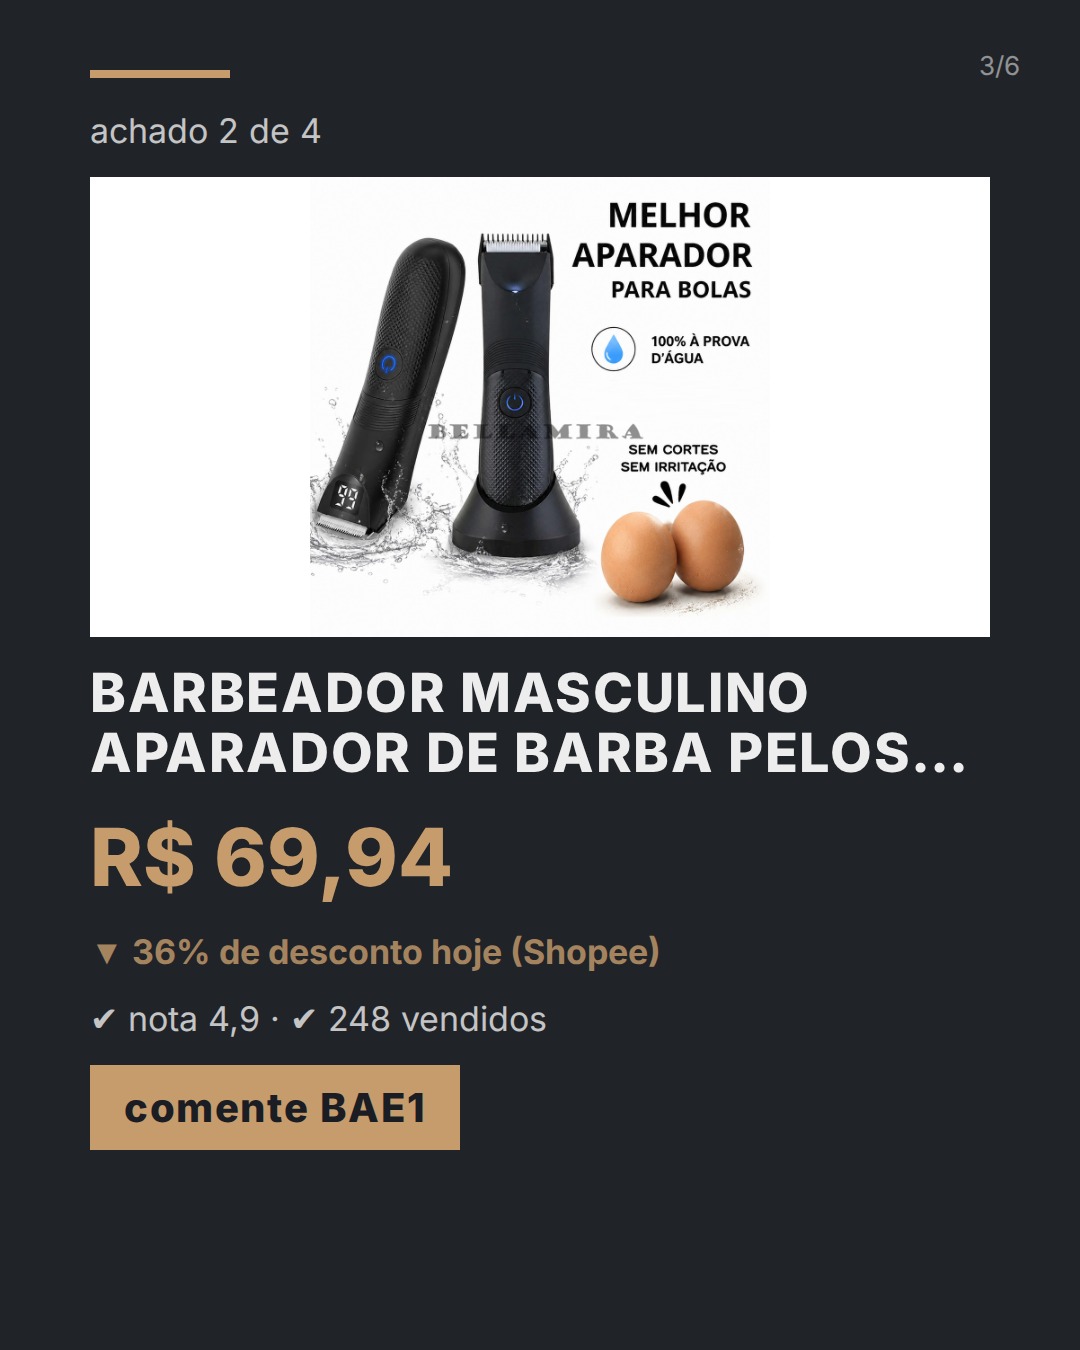 3/6
achado 2 de 4
MELHOR
APARADOR
PARA BOLAS
100% À PROVA
D'ÁGUA
BELLAMIRA
SEM CORTES
SEM IRRITAÇÃO
99
BARBEADOR MASCULINO
APARADOR DE BARBA PELOS...
R$ 69,94
▼ 36% de desconto hoje (Shopee)
✔ nota 4,9 · ✔ 248 vendidos
comente BAE1